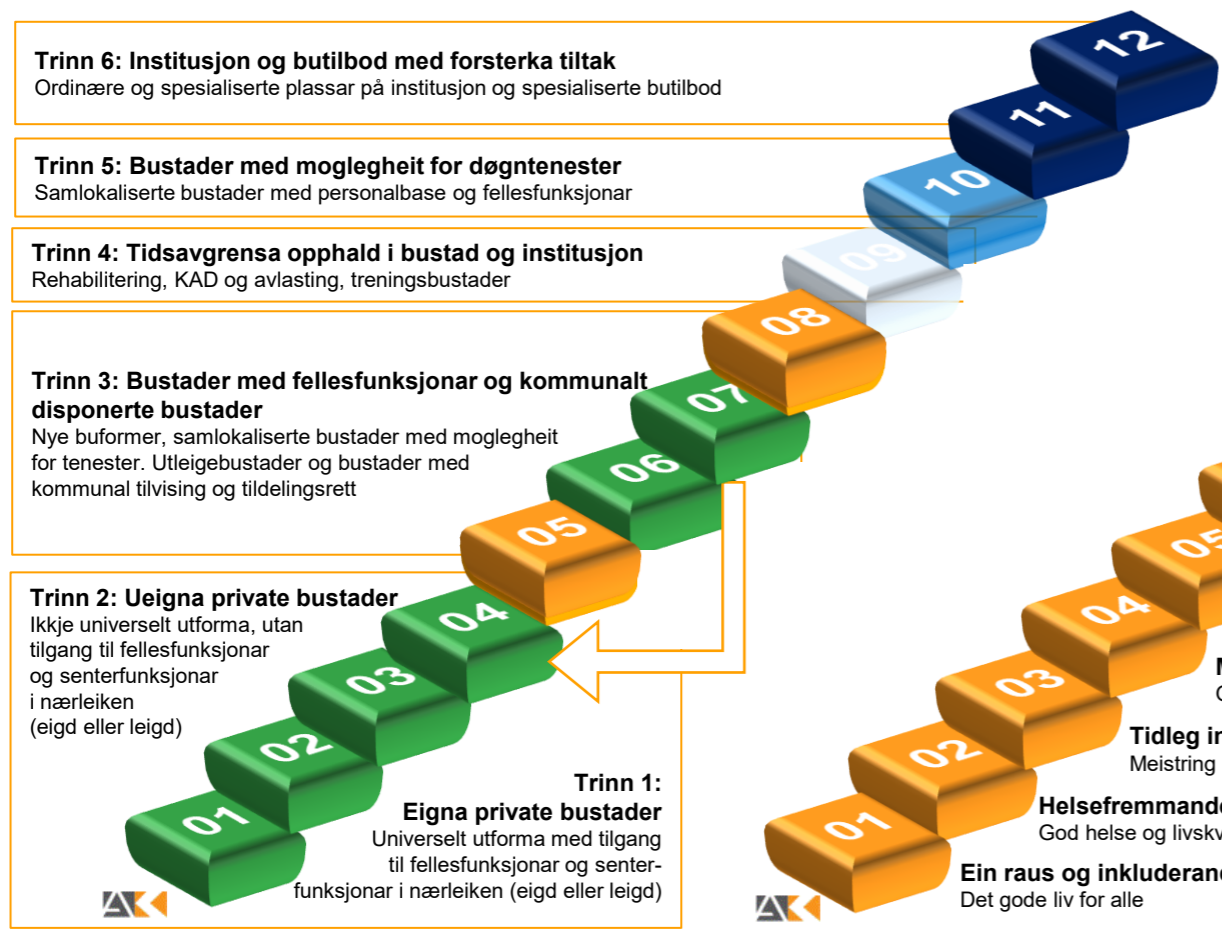 Trinn 6: Institusjon og butilbod med forsterka tiltak
Ordinære og spesialiserte plassar på institusjon og spesialiserte butilbod
Trinn 5: Bustader med moglegheit for døgntenester
Samlokaliserte bustader med personalbase og fellesfunksjonar
Trinn 4: Tidsavgrensa opphald i bustad og institusjon
Rehabilitering, KAD og avlasting, treningsbustader
Trinn 3: Bustader med fellesfunksjonar og kommunalt
disponerte bustader
Nye buformer, samlokaliserte bustader med moglegheit
for tenester. Utleigebustader og bustader med
kommunal tilvising og tildelingsrett
Trinn 2: Ueigna private bustader
Ikkje universelt utforma, utan
tilgang til fellesfunksjonar
og senterfunksjonar
i nærleiken
(eigd eller leigd)
Trinn 1:
Eigna private bustader
Universelt utforma med tilgang
til fellesfunksjonar og senter-
funksjonar i nærleiken (eigd eller leigd)
12
11
10
09
08
07
06
05
04
03
02
01
AK
05
04
03
02
01
Tidleg
Meistring
Helsefremmande
God helse og
Ein raus og
Det gode liv for alle
AK